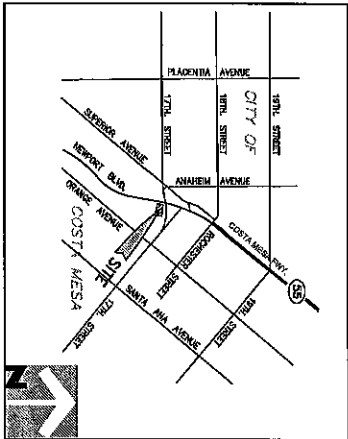 PLACENTIA AVENUE
17TH. STREET
18TH. STREET
19TH. STREET
CITY OF
SUPERIOR AVENUE
ANAHEIM AVENUE
NEWPORT BLVD.
COSTA MESA FWY.
55
ORANGE AVENUE
ROCHESTER
STREET
SITE
COSTA MESA
SANTA ANA AVENUE
17TH. STREET
19TH. STREET
N